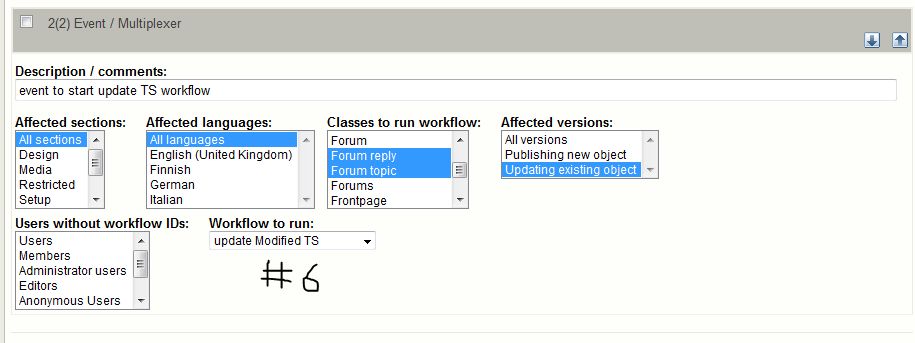 2(2) Event / Multiplexer
Description / comments:
event to start update TS workflow
Affected sections: Affected languages: Classes to run workflow: Affected versions:
All sections All languages Forum All versions
Design English (United Kingdom) Forum reply Publishing new object
Media Finnish Forum topic Updating existing object
Restricted German Forums
Setup Italian Frontpage
Users without workflow IDs: Workflow to run:
Users update Modified TS
Members
Administrator users
Editors
Anonymous Users
#6